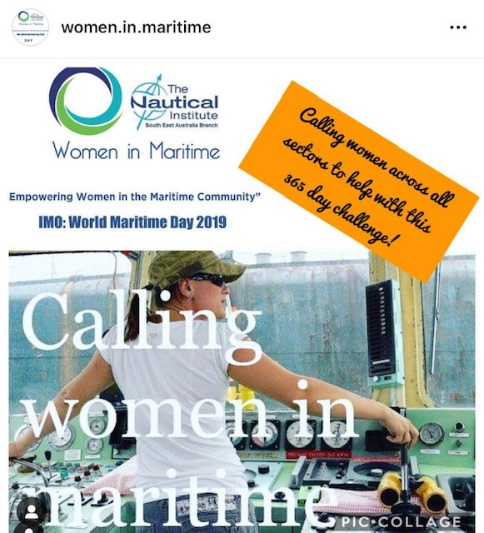 women.in.maritime
The
Nautical
Institute
South East Australia Branch
Women in Maritime
Calling women across all
sectors to help with this
365 day challenge!
Empowering Women in the Maritime Community"
IMO: World Maritime Day 2019
Calling
women in
maritime
PIC•COLLAGE